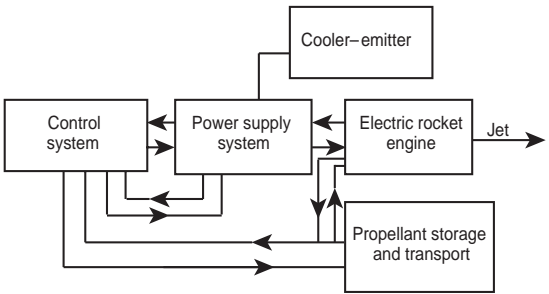 Cooler–emitter
Control
system
Power supply
system
Electric rocket
engine
Jet
Propellant storage
and transport